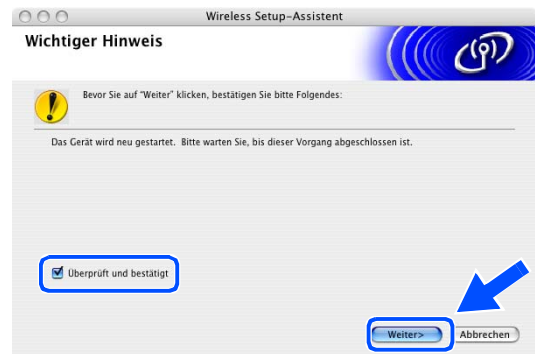 Wireless Setup-Assistent
Wichtiger Hinweis
Bevor Sie auf "Weiter" klicken, bestätigen Sie bitte Folgendes:
Das Gerät wird neu gestartet. Bitte warten Sie, bis dieser Vorgang abgeschlossen ist.
Überprüft und bestätigt
Weiter>
Abbrechen